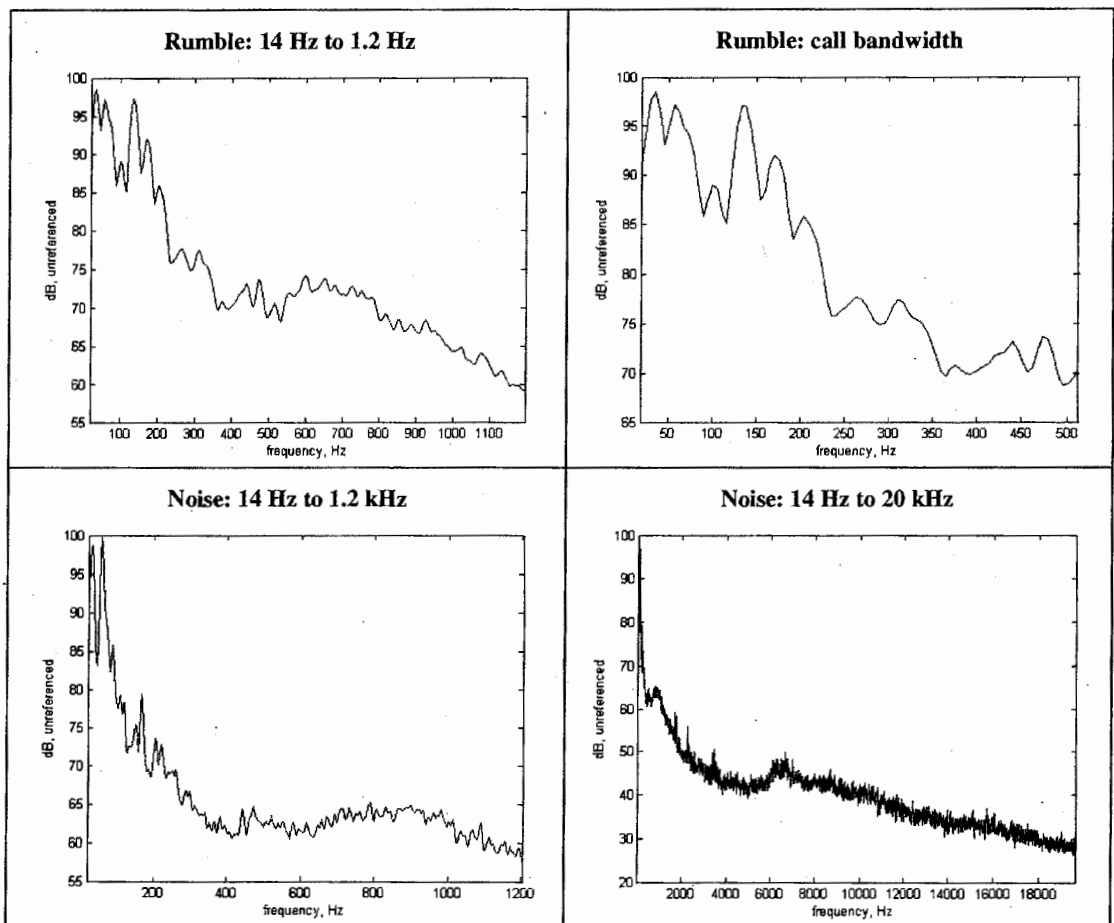 Rumble: 14 Hz to 1.2 Hz
100
95
90
85
80
75
70
65
60
55
dB, unreferenced
100 200 300 400 500 600 700 800 900 1000 1100
frequency, Hz
Rumble: call bandwidth
100
95
90
85
80
75
70
65
dB, unreferenced
50 100 150 200 250 300 350 400 450 500
frequency, Hz
Noise: 14 Hz to 1.2 kHz
100
95
90
85
80
75
70
65
60
55
dB, unreferenced
200 400 600 800 1000 1200
frequency, Hz
Noise: 14 Hz to 20 kHz
100
90
80
70
60
50
40
30
20
dB, unreferenced
2000 4000 6000 8000 10000 12000 14000 16000 18000
frequency, Hz